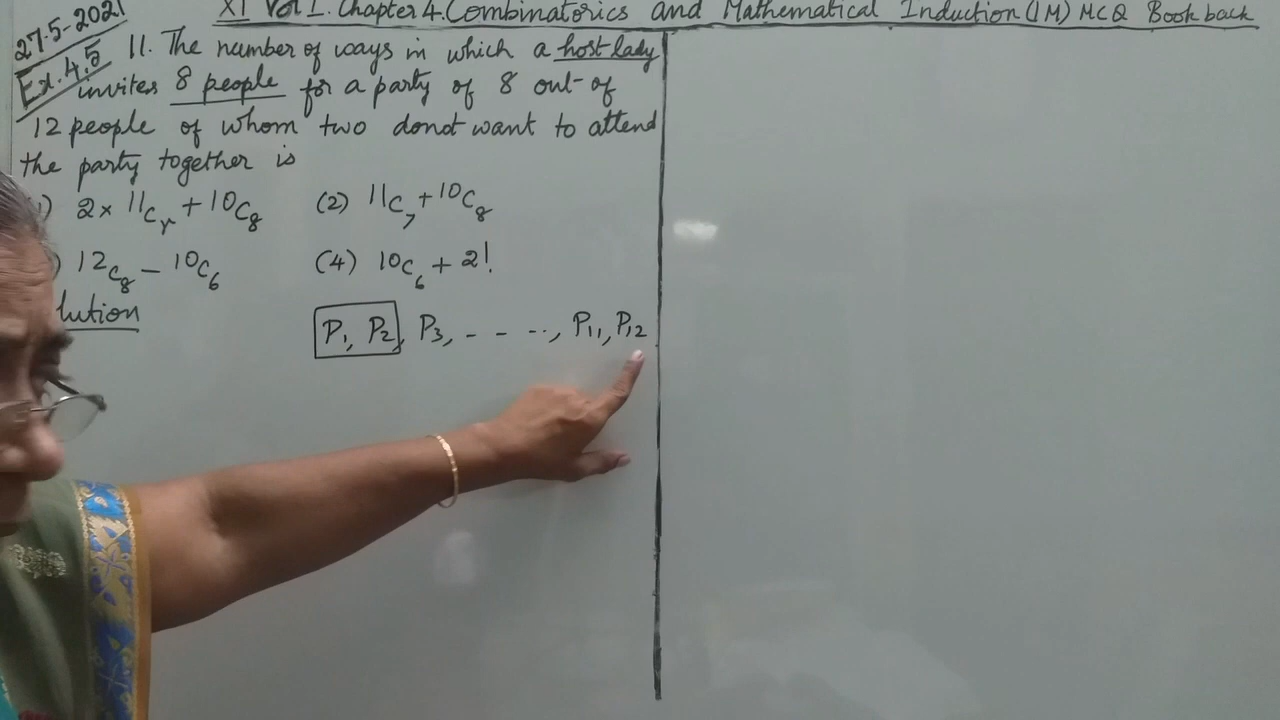 XI Vol I. Chapter 4. Combinatorics and Mathematical Induction (1M) MCQ Book back
27-5-2021
Ex. 4.5
11. The number of ways in which a host lady
invites 8 people for a party of 8 out-of
12 people of whom two donot want to attend
the party together is
) 2 × 11Cr + 10C8 (2) 11C7 + 10C8
) 12C8 – 10C6 (4) 10C6 + 2!
lution
P1, P2, P3, - - - .., P11, P12